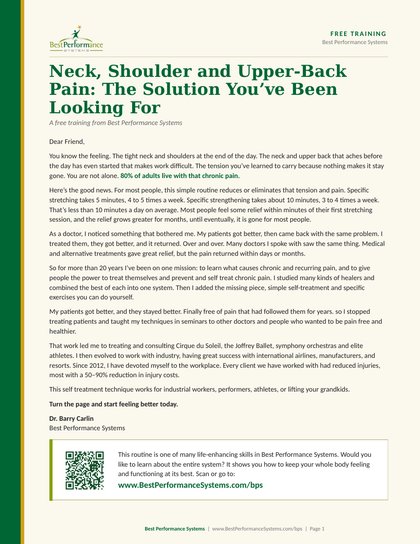 BestPerformance
SYSTEMS
FREE TRAINING
Best Performance Systems
Neck, Shoulder and Upper-Back
Pain: The Solution You've Been
Looking For
A free training from Best Performance Systems
Dear Friend,
You know the feeling. The tight neck and shoulders at the end of the day. The neck and upper back that aches before
the day has even started that makes work difficult. The tension you've learned to carry because nothing makes it stay
gone. You are not alone. 80% of adults live with that chronic pain.
Here's the good news. For most people, this simple routine reduces or eliminates that tension and pain. Specific
stretching takes 5 minutes, 4 to 5 times a week. Specific strengthening takes about 10 minutes, 3 to 4 times a week.
That's less than 10 minutes a day on average. Most people feel some relief within minutes of their first stretching
session, and the relief grows greater for months, until eventually, it is gone for most people.
As a doctor, I noticed something that bothered me. My patients got better, then came back with the same problem. I
treated them, they got better, and it returned. Over and over. Many doctors I spoke with saw the same thing. Medical
and alternative treatments gave great relief, but the pain returned within days or months.
So for more than 20 years I've been on one mission: to learn what causes chronic and recurring pain, and to give
people the power to treat themselves and prevent and self treat chronic pain. I studied many kinds of healers and
combined the best of each into one system. Then I added the missing piece, simple self-treatment and specific
exercises you can do yourself.
My patients got better, and they stayed better. Finally free of pain that had followed them for years. so I stopped
treating patients and taught my techniques in seminars to other doctors and people who wanted to be pain free and
healthier.
That work led me to treating and consulting Cirque du Soleil, the Joffrey Ballet, symphony orchestras and elite
athletes. I then evolved to work with industry, having great success with international airlines, manufacturers, and
resorts. Since 2012, I have devoted myself to the workplace. Every client we have worked with had reduced injuries,
most with a 50–90% reduction in injury costs.
This self treatment technique works for industrial workers, performers, athletes, or lifting your grandkids.
Turn the page and start feeling better today.
Dr. Barry Carlin
Best Performance Systems
This routine is one of many life-enhancing skills in Best Performance Systems. Would you
like to learn about the entire system? It shows you how to keep your whole body feeling
and functioning at its best. Scan or go to:
www.BestPerformanceSystems.com/bps
Best Performance Systems | www.BestPerformanceSystems.com/bps | Page 1